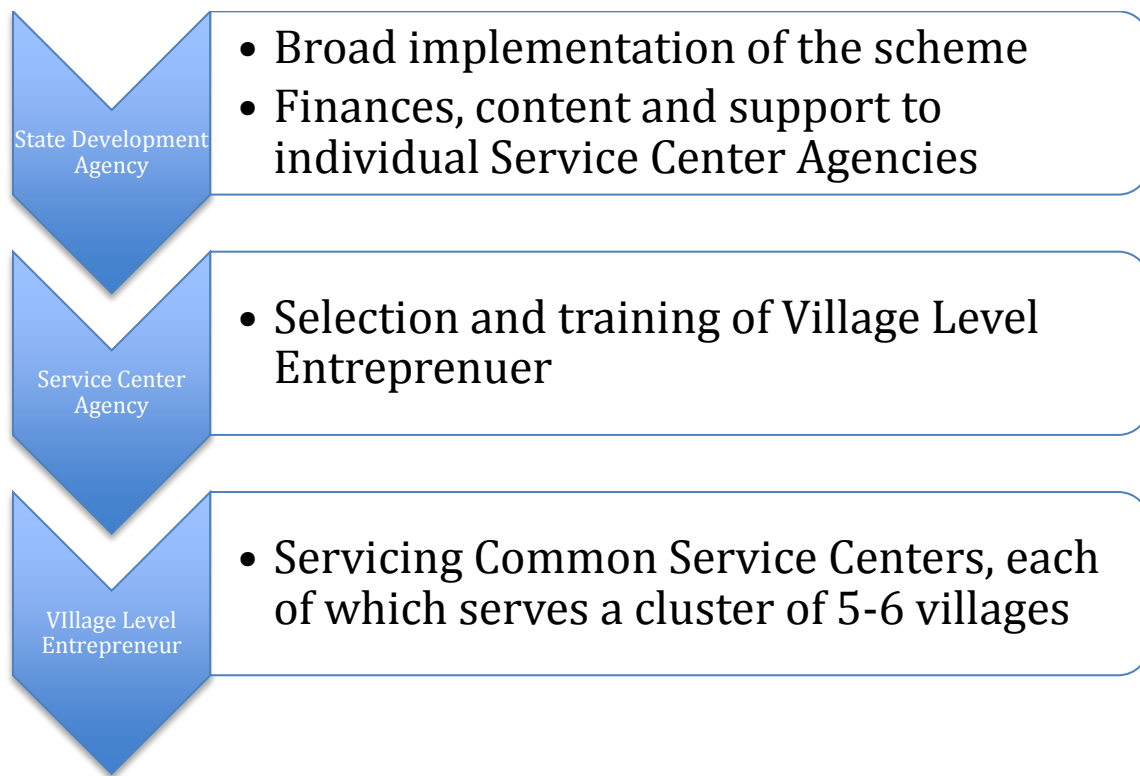 State Development
Agency
• Broad implementation of the scheme
• Finances, content and support to
individual Service Center Agencies
Service Center
Agency
• Selection and training of Village Level
Entreprenuer
VIllage Level
Entrepreneur
• Servicing Common Service Centers, each
of which serves a cluster of 5-6 villages